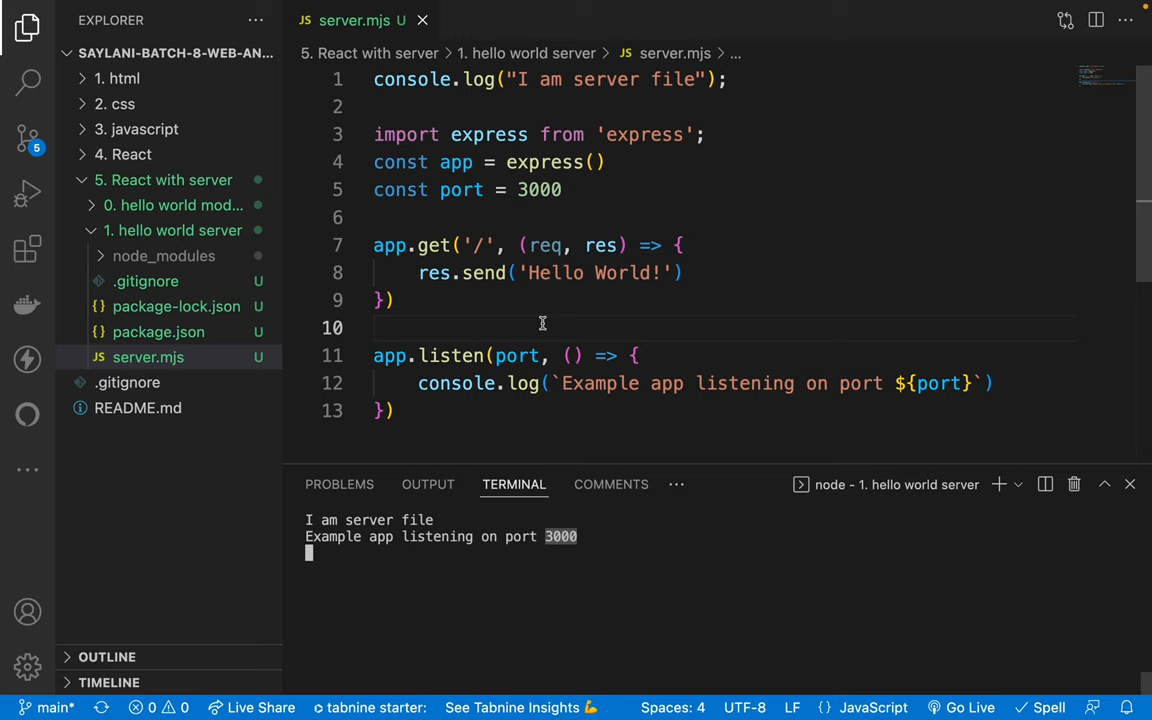 EXPLORER
SAYLANI-BATCH-8-WEB-AN...
1. html
2. css
3. javascript
4. React
5. React with server
0. hello world mod...
1. hello world server
node_modules
.gitignore U
{} package-lock.json U
{} package.json U
JS server.mjs U
.gitignore
README.md
OUTLINE
TIMELINE
5
JS server.mjs U
5. React with server > 1. hello world server > JS server.mjs > ...
1 console.log("I am server file");
2
3 import express from 'express';
4 const app = express()
5 const port = 3000
6
7 app.get('/', (req, res) => {
8 res.send('Hello World!')
9 })
10
11 app.listen(port, () => {
12 console.log(`Example app listening on port ${port}`)
13 })
PROBLEMS OUTPUT TERMINAL COMMENTS ... node - 1. hello world server
I am server file
Example app listening on port 3000
main* 0 0 Live Share tabnine starter: See Tabnine Insights 💪 Spaces: 4 UTF-8 LF {} JavaScript Go Live Spell